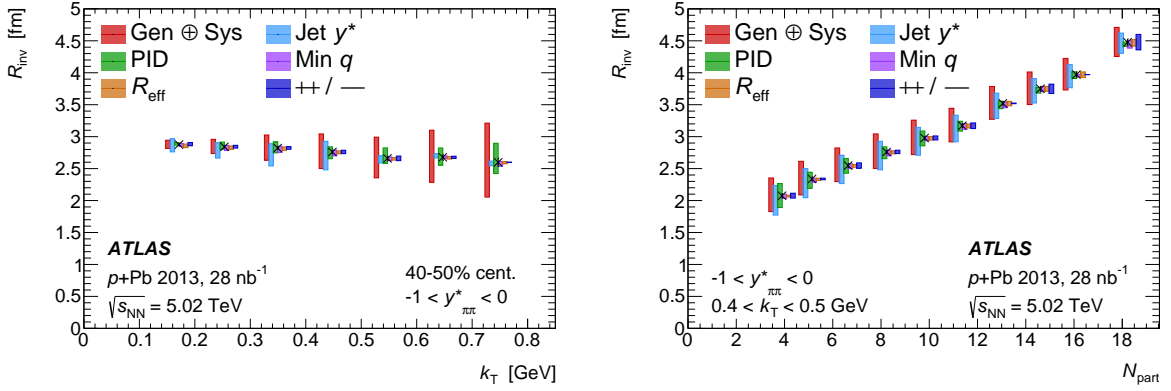 R_inv [fm]
5
4.5
4
3.5
3
2.5
2
1.5
1
0.5
0
Gen ⊕ Sys
PID
R_eff
Jet y*
Min q
++ / −−
ATLAS
p+Pb 2013, 28 nb⁻¹
√s_NN = 5.02 TeV
40-50% cent.
-1 < y*_ππ < 0
0 0.1 0.2 0.3 0.4 0.5 0.6 0.7 0.8
k_T [GeV]
R_inv [fm]
5
4.5
4
3.5
3
2.5
2
1.5
1
0.5
0
Gen ⊕ Sys
PID
R_eff
Jet y*
Min q
++ / −−
-1 < y*_ππ < 0
0.4 < k_T < 0.5 GeV
ATLAS
p+Pb 2013, 28 nb⁻¹
√s_NN = 5.02 TeV
0 2 4 6 8 10 12 14 16 18
N_part